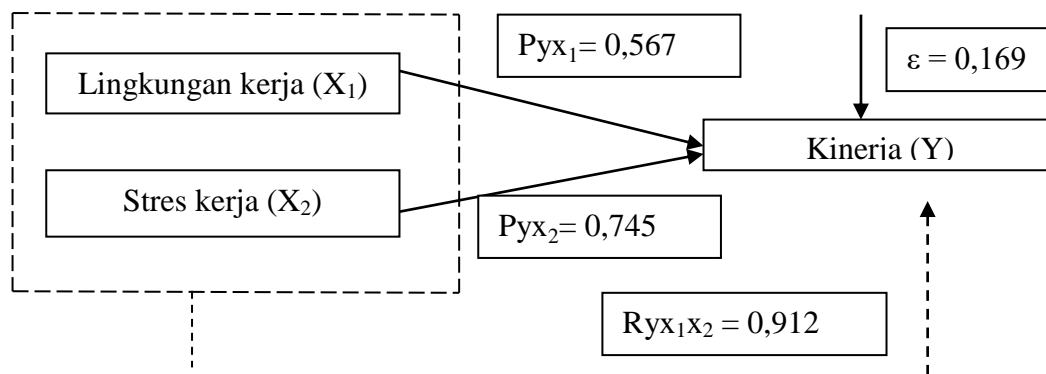 Pyx₁= 0,567
ε = 0,169
Lingkungan kerja (X₁)
Kinerja (Y)
Stres kerja (X₂)
Pyx₂= 0,745
Ryx₁x₂ = 0,912